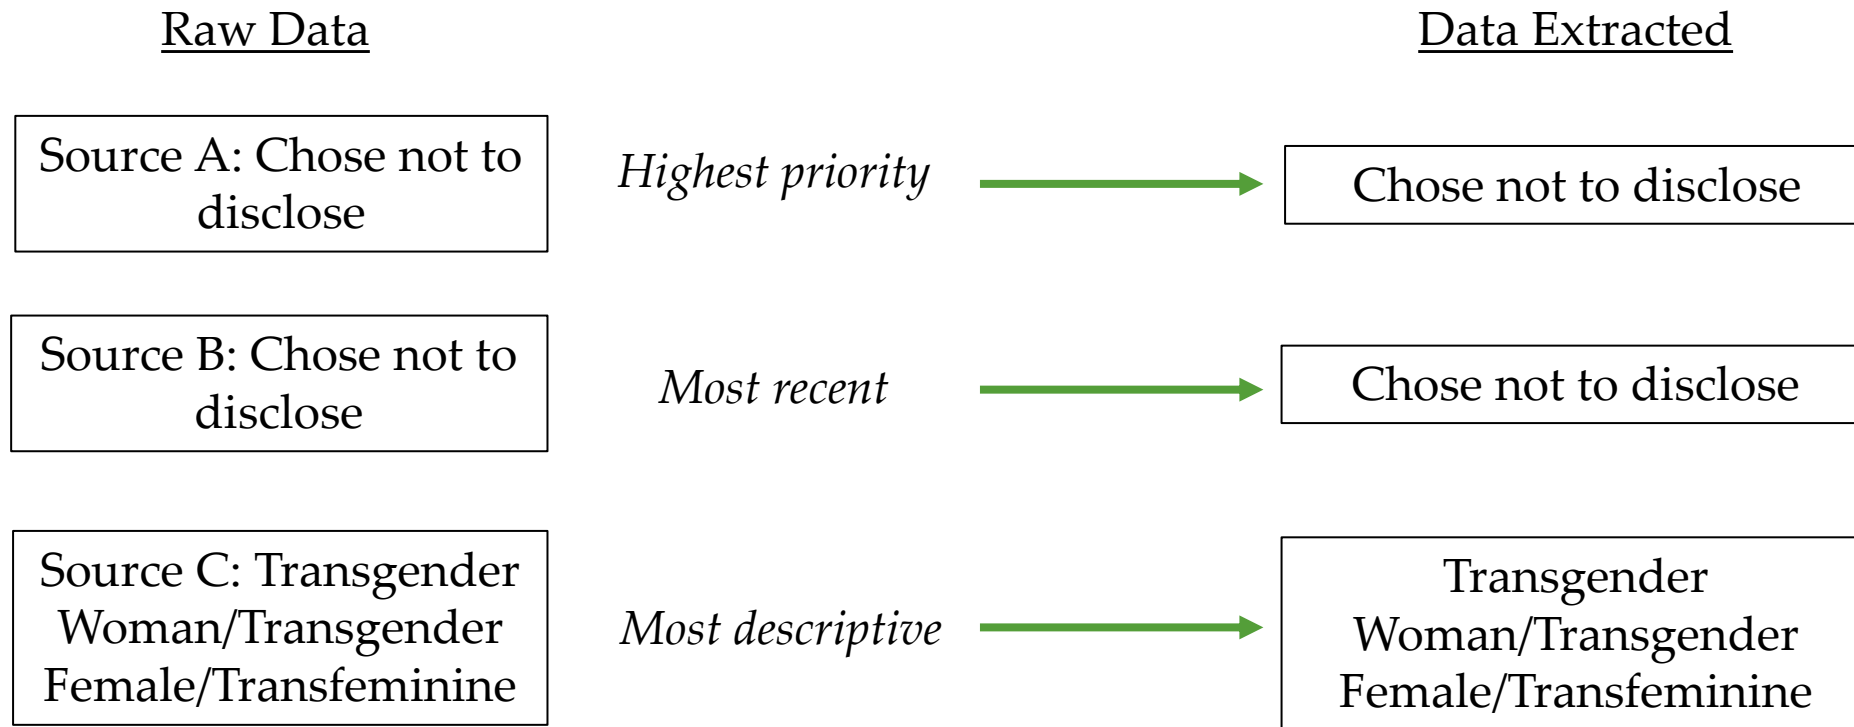 Raw Data
Data Extracted
Source A: Chose not to
disclose
Highest priority
Chose not to disclose
Source B: Chose not to
disclose
Most recent
Chose not to disclose
Source C: Transgender
Woman/Transgender
Female/Transfeminine
Most descriptive
Transgender
Woman/Transgender
Female/Transfeminine